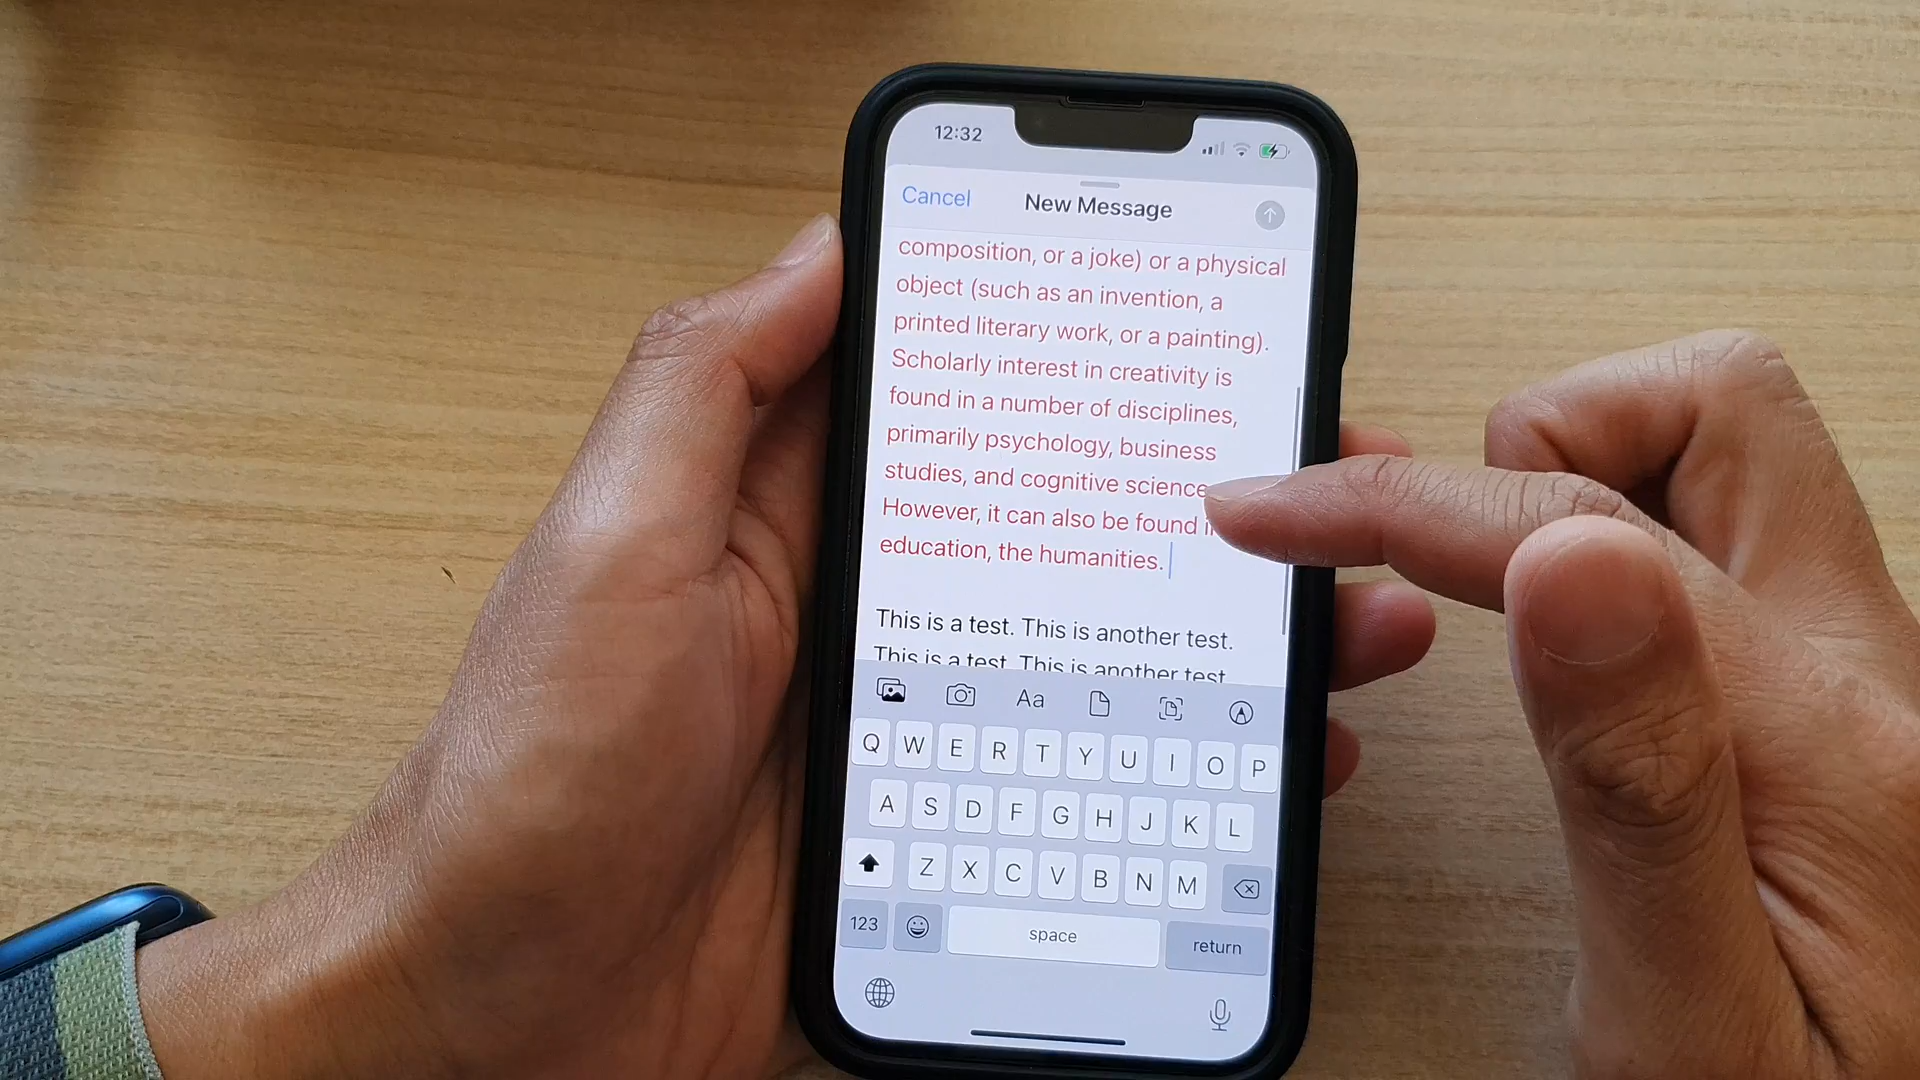 12:32
Cancel New Message
composition, or a joke) or a physical
object (such as an invention, a
printed literary work, or a painting).
Scholarly interest in creativity is
found in a number of disciplines,
primarily psychology, business
studies, and cognitive science
However, it can also be found
education, the humanities.
This is a test. This is another test.
This is a test. This is another test
Aa
Q W E R T Y U I O P
A S D F G H J K L
Z X C V B N M
123 space return